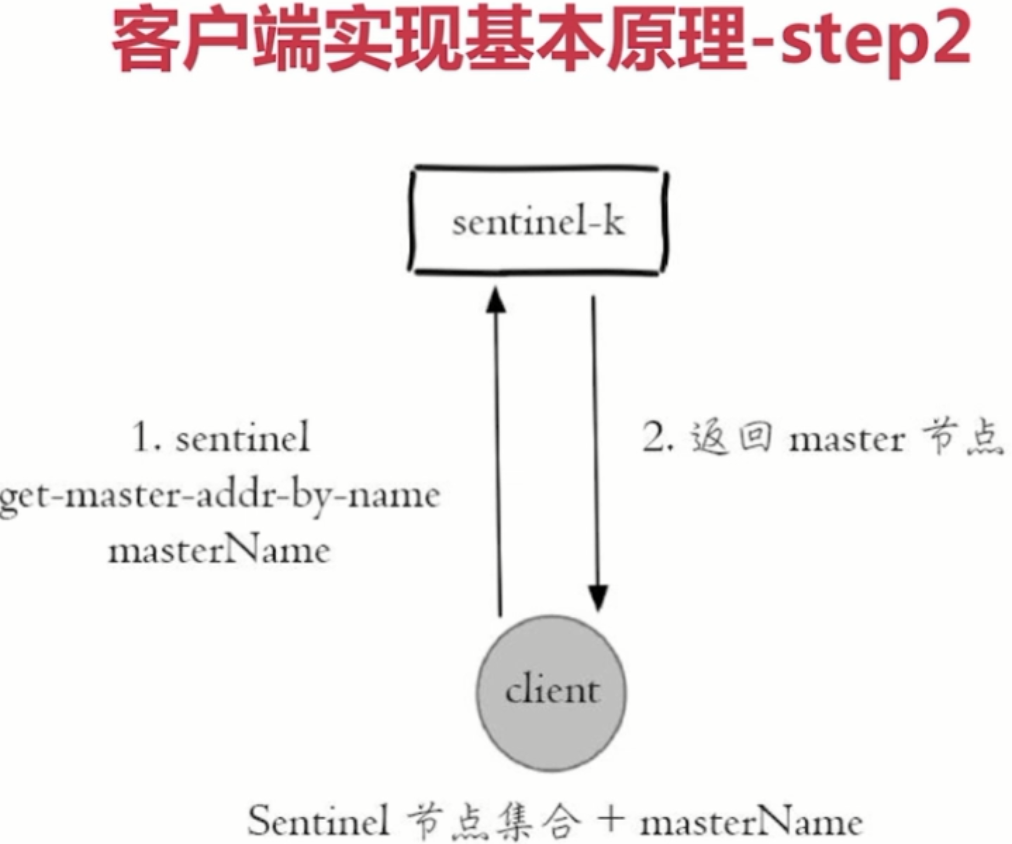 客户端实现基本原理-step2
sentinel-k
1. sentinel
get-master-addr-by-name
masterName
2. 返回 master 节点
client
Sentinel 节点集合 + masterName